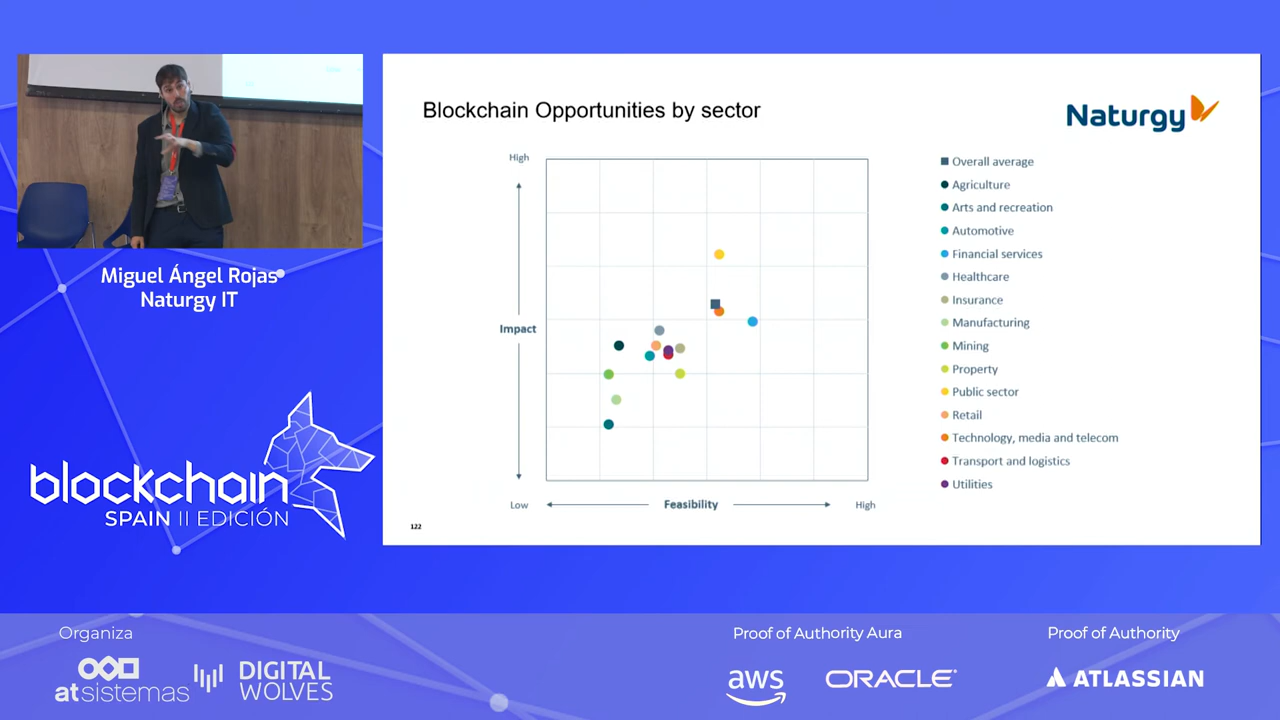 Blockchain Opportunities by sector
Naturgy
High
Impact
Low
Feasibility
High
122
Overall average
Agriculture
Arts and recreation
Automotive
Financial services
Healthcare
Insurance
Manufacturing
Mining
Property
Public sector
Retail
Technology, media and telecom
Transport and logistics
Utilities
Miguel Ángel Rojas
Naturgy IT
blockchain
SPAIN II EDICIÓN
Organiza
atsistemas
DIGITAL
WOLVES
Proof of Authority Aura
aws
ORACLE
Proof of Authority
ATLASSIAN